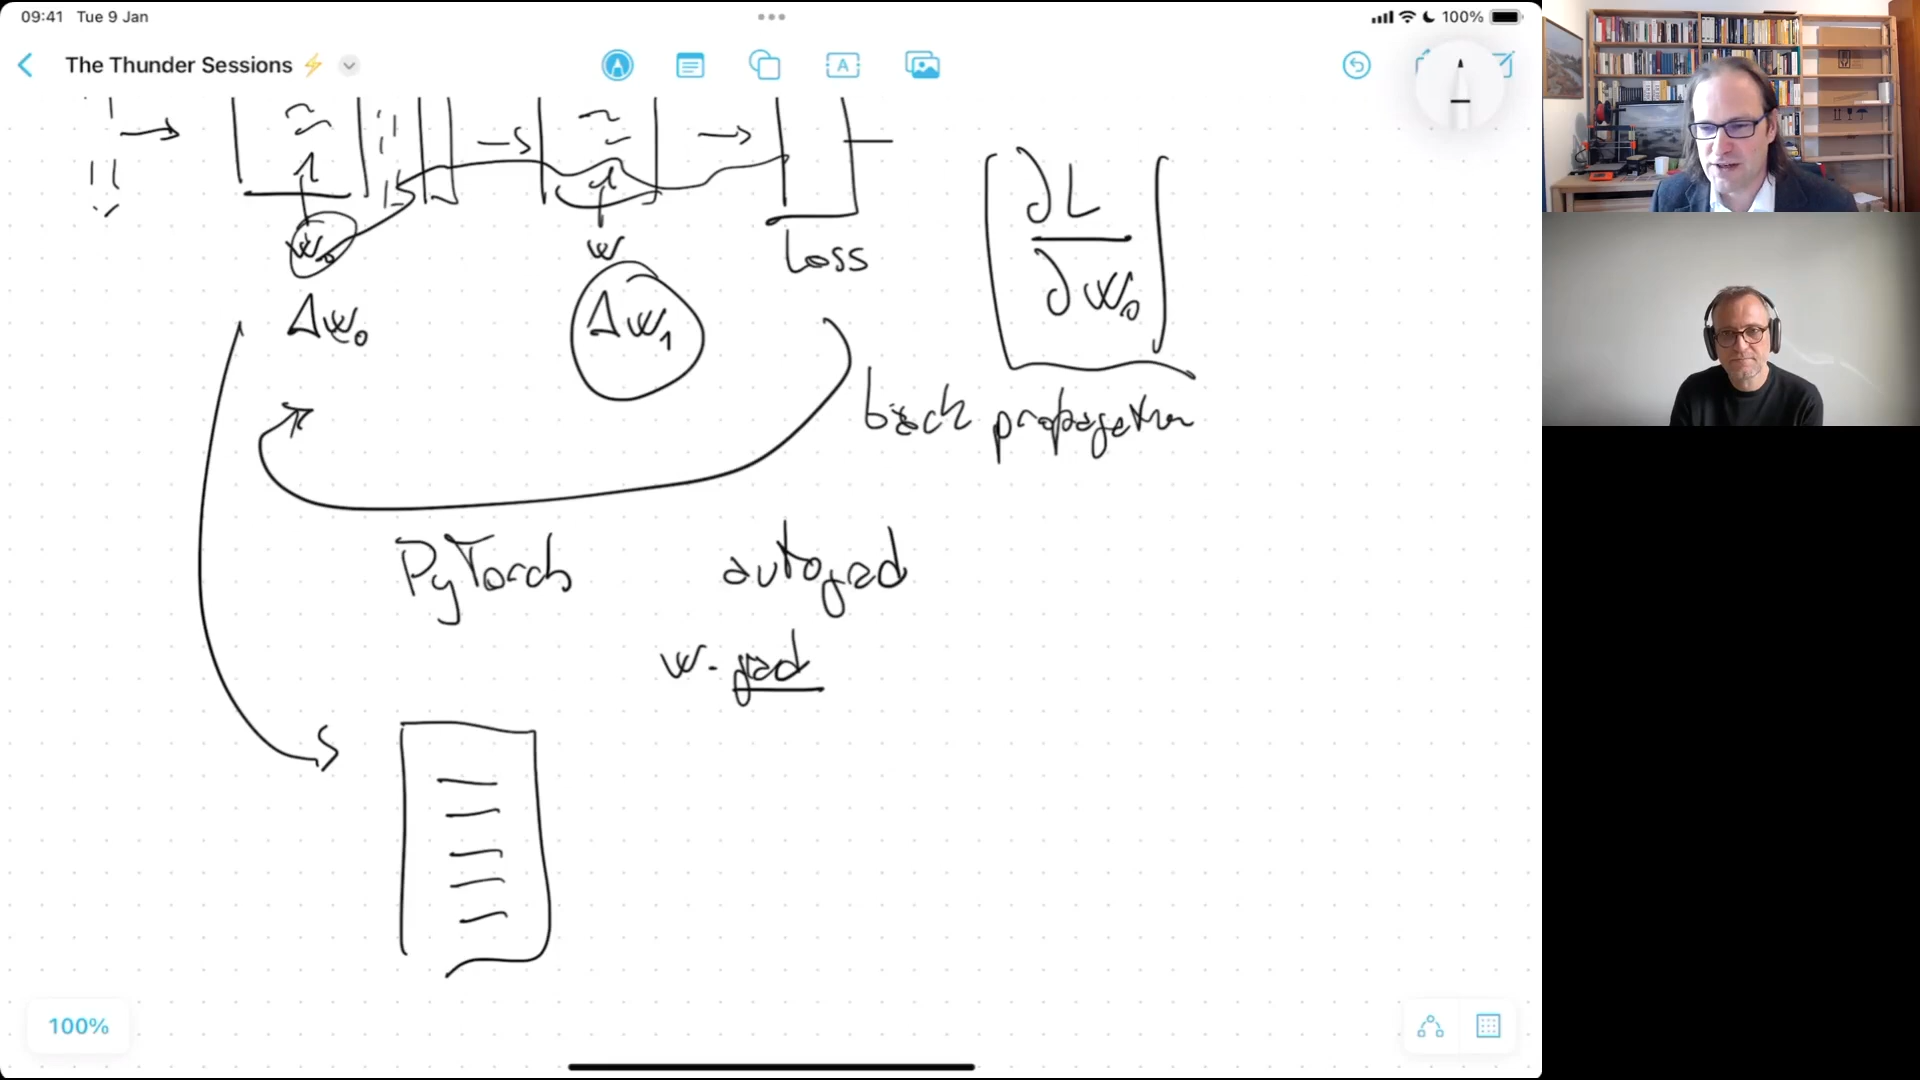 09:41 Tue 9 Jan
100%
The Thunder Sessions ⚡
A
w₀
w
Loss
Δw₀
Δw₁
∂L
∂w₀
back propagation
PyTorch
autograd
w.grad
100%